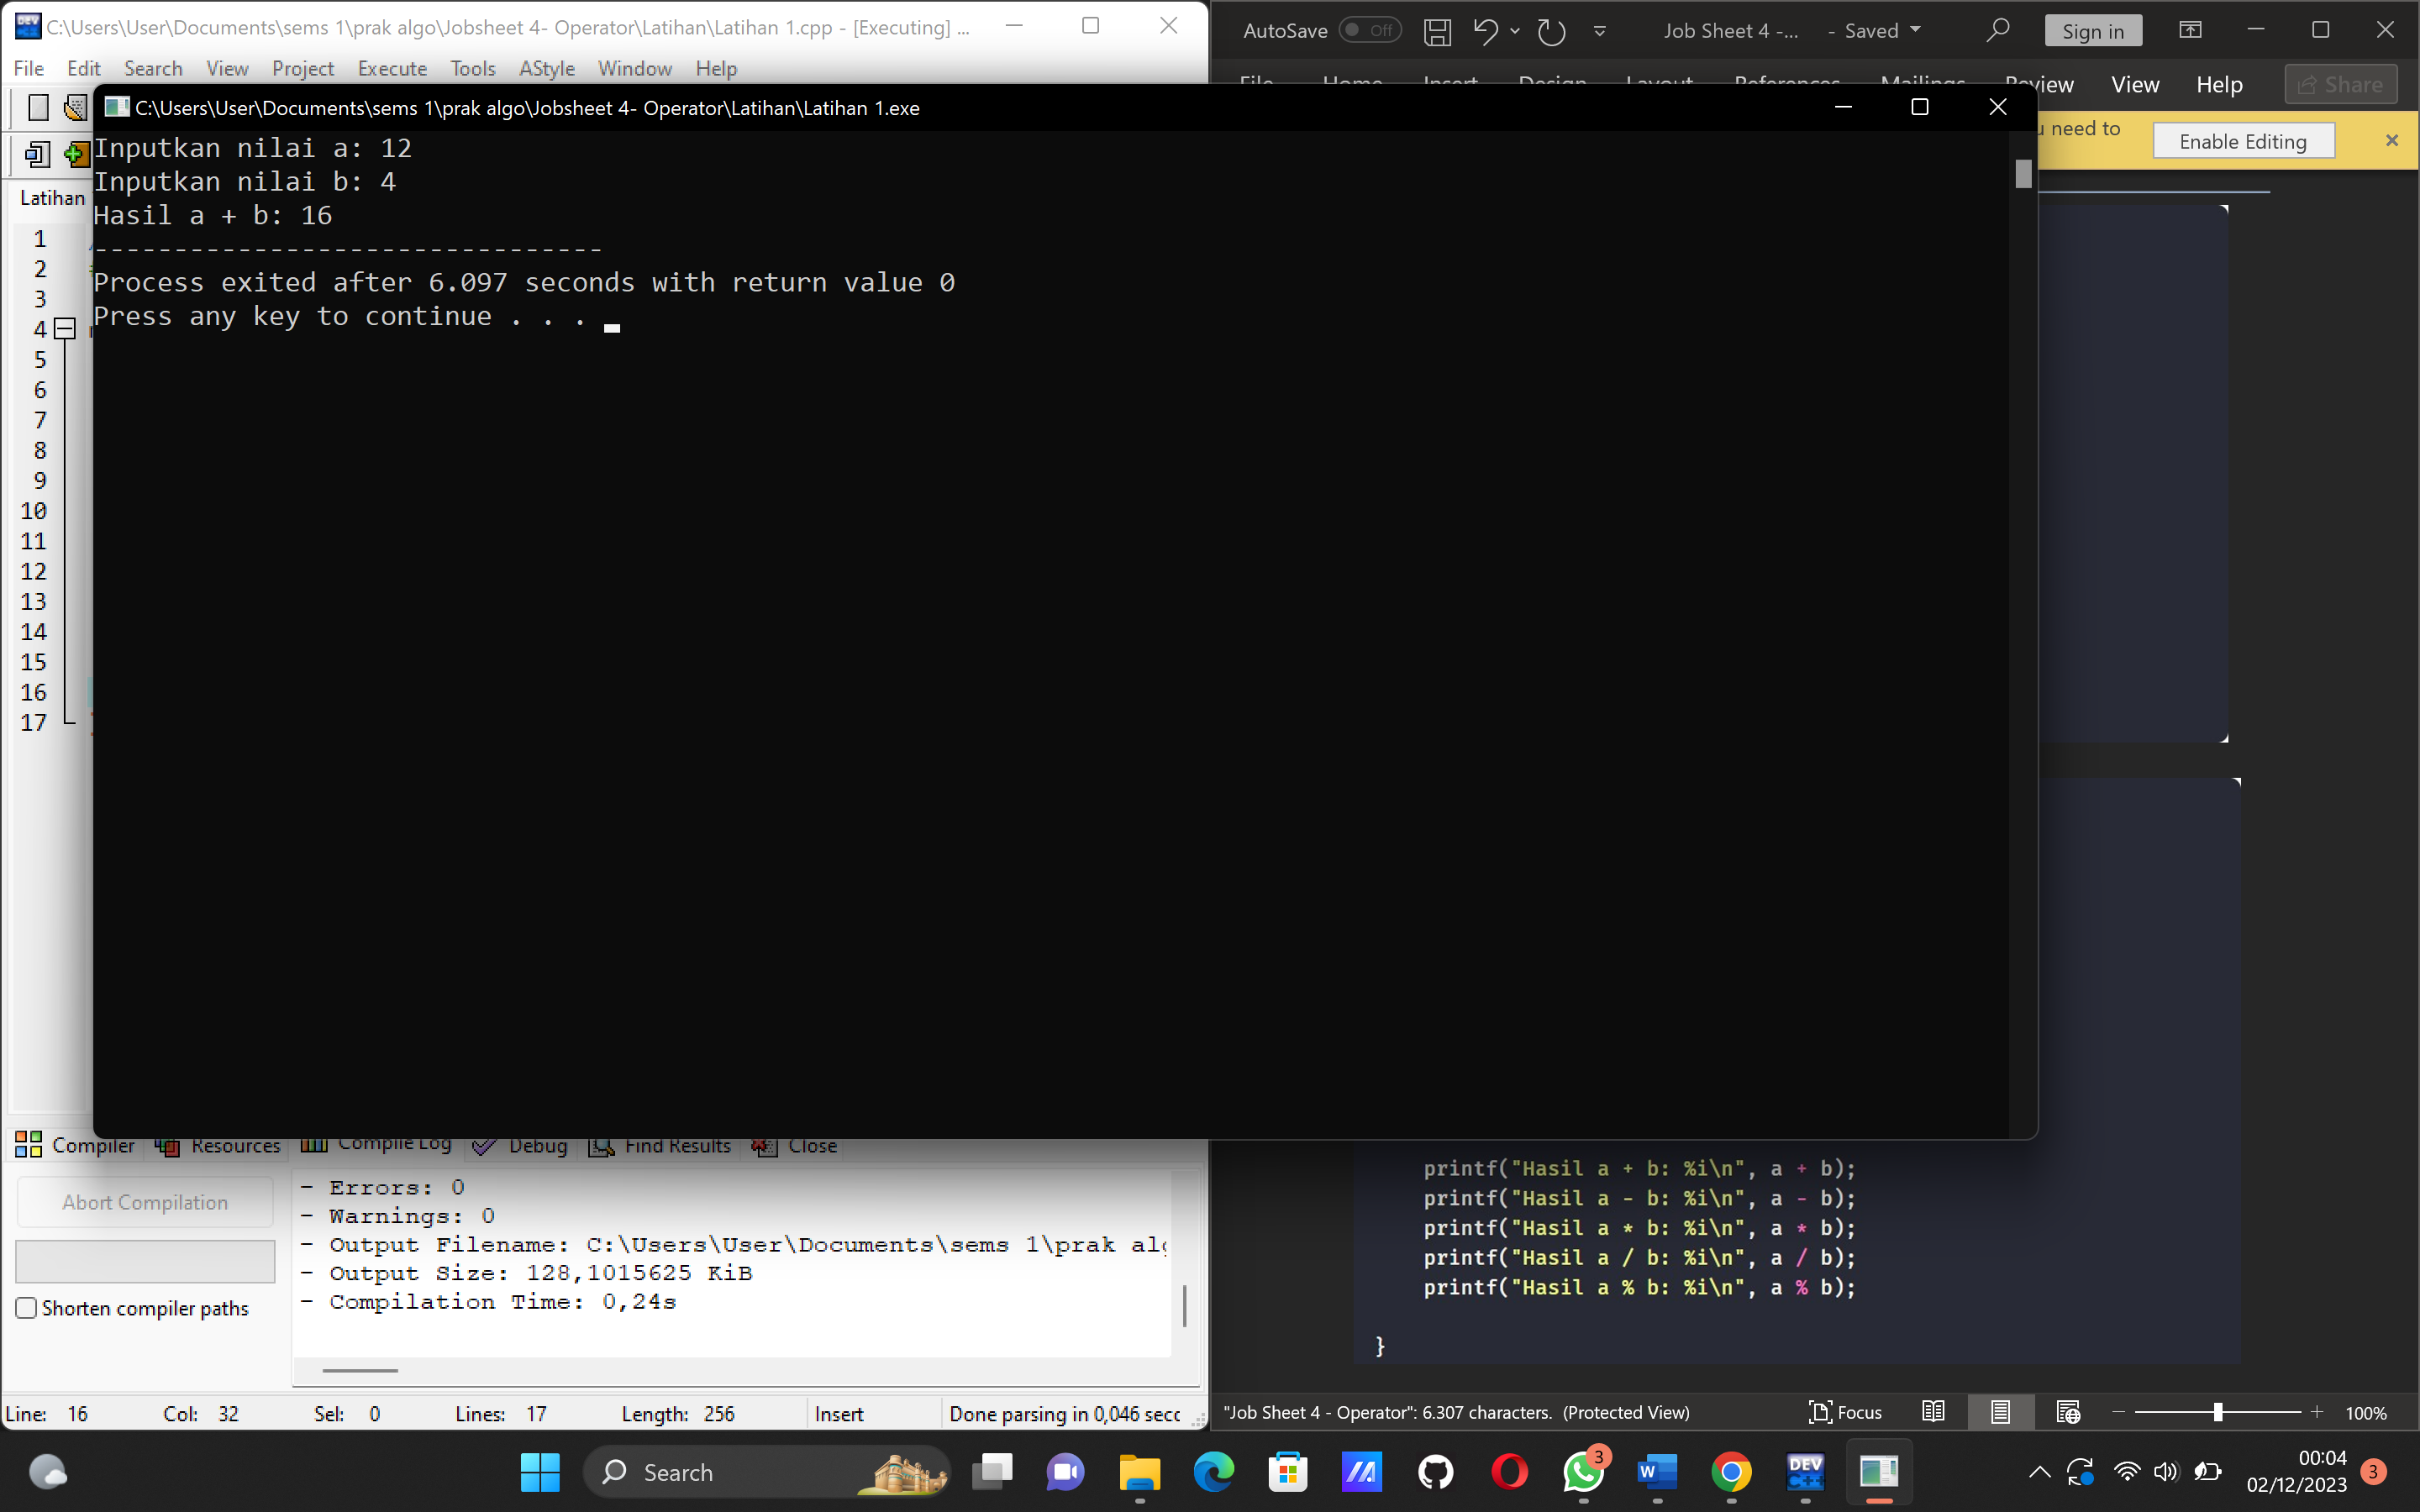 C:\Users\User\Documents\sems 1\prak algo\Jobsheet 4- Operator\Latihan\Latihan 1.cpp - [Executing] ...
File Edit Search View Project Execute Tools AStyle Window Help
AutoSave Off Job Sheet 4 -... - Saved Sign in
File Home Insert Design Layout References Mailings Review View Help Share
need to Enable Editing
C:\Users\User\Documents\sems 1\prak algo\Jobsheet 4- Operator\Latihan\Latihan 1.exe
Inputkan nilai a: 12
Inputkan nilai b: 4
Hasil a + b: 16
--------------------------------
Process exited after 6.097 seconds with return value 0
Press any key to continue . . .
Latihan
1
2
3
4
5
6
7
8
9
10
11
12
13
14
15
16
17
Compiler Resources Compile Log Debug Find Results Close
Abort Compilation
Shorten compiler paths
- Errors: 0
- Warnings: 0
- Output Filename: C:\Users\User\Documents\sems 1\prak
- Output Size: 128,1015625 KiB
- Compilation Time: 0,24s
Line: 16 Col: 32 Sel: 0 Lines: 17 Length: 256 Insert Done parsing in 0,046
printf("Hasil a + b: %i\n", a + b);
printf("Hasil a - b: %i\n", a - b);
printf("Hasil a * b: %i\n", a * b);
printf("Hasil a / b: %i\n", a / b);
printf("Hasil a % b: %i\n", a % b);
}
"Job Sheet 4 - Operator": 6.307 characters. (Protected View) Focus 100%
Search
DEV C++
3
00:04
02/12/2023
3